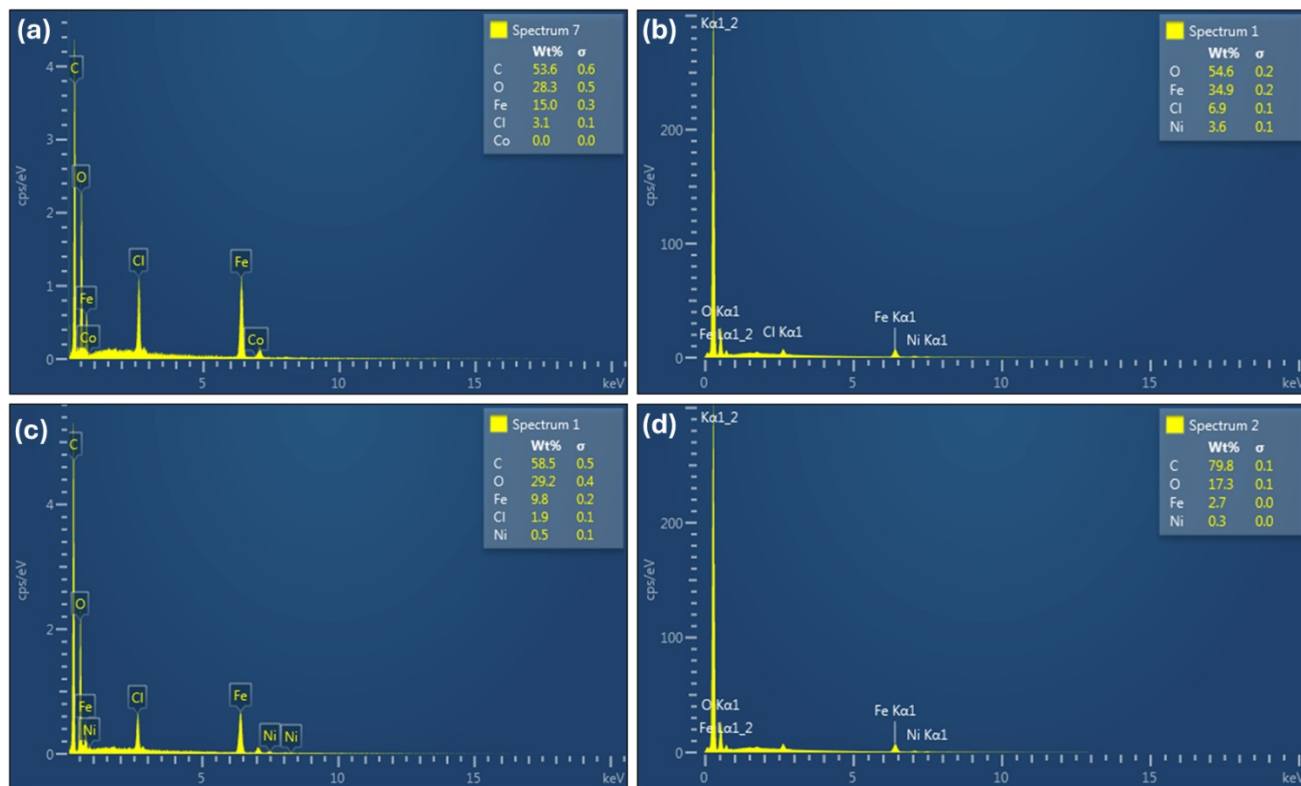 (a)
Spectrum 7
Wt% σ
C 53.6 0.6
O 28.3 0.5
Fe 15.0 0.3
Cl 3.1 0.1
Co 0.0 0.0
cps/eV
4
3
2
1
0
C
O
Fe
Co
Cl
Fe
Co
5 10 15 keV
(b)
Spectrum 1
Wt% σ
O 54.6 0.2
Fe 34.9 0.2
Cl 6.9 0.1
Ni 3.6 0.1
cps/eV
200
100
0
Kα1_2
O Kα1
Fe Lα1_2
Cl Kα1
Fe Kα1
Ni Kα1
0 5 10 15 keV
(c)
Spectrum 1
Wt% σ
C 58.5 0.5
O 29.2 0.4
Fe 9.8 0.2
Cl 1.9 0.1
Ni 0.5 0.1
cps/eV
4
2
0
C
O
Fe
Ni
Cl
Fe
Ni
Ni
5 10 15 keV
(d)
Spectrum 2
Wt% σ
C 79.8 0.1
O 17.3 0.1
Fe 2.7 0.0
Ni 0.3 0.0
cps/eV
200
100
0
Kα1_2
O Kα1
Fe Lα1_2
Fe Kα1
Ni Kα1
0 5 10 15 keV